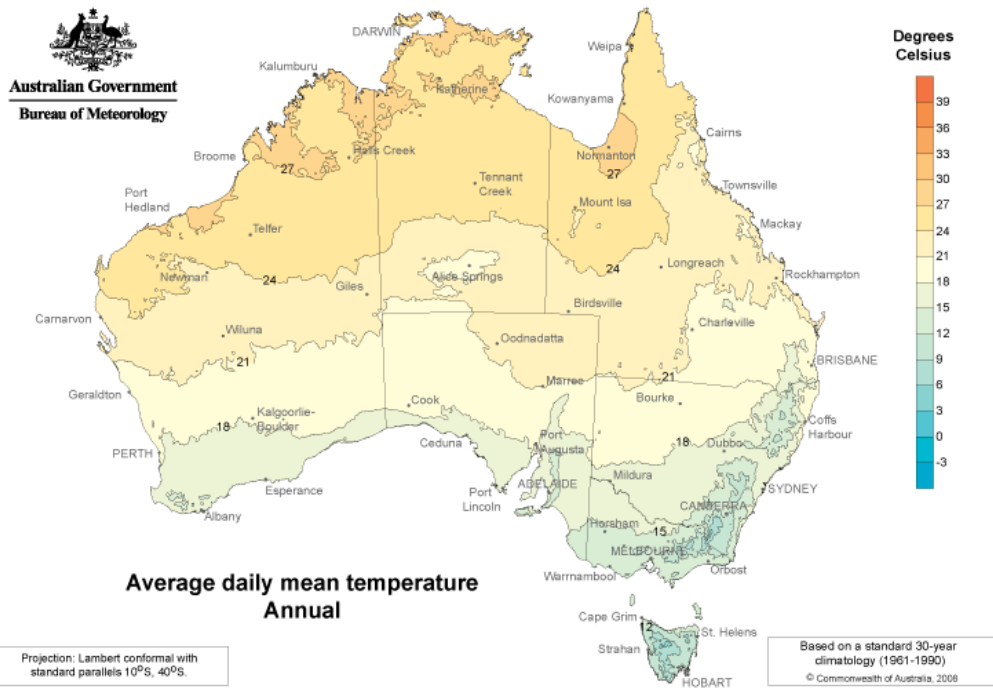 Australian Government
Bureau of Meteorology
DARWIN
Kalumburu
Katherine
Weipa
Kowanyama
Degrees
Celsius
39
36
33
30
27
24
21
18
15
12
9
6
3
0
-3
Broome
Halls Creek
27
Normanton
27
Cairns
Port
Hedland
Tennant
Creek
Mount Isa
Townsville
Telfer
Mackay
Newman
24
Giles
Alice Springs
24
Longreach
Rockhampton
Carnarvon
Wiluna
Birdsville
Charleville
Oodnadatta
21
BRISBANE
Geraldton
Marree
21
Cook
Bourke
Kalgoorlie-
Boulder
18
Coffs
Harbour
PERTH
Ceduna
Port
Augusta
18
Dubbo
Esperance
Albany
Port
Lincoln
ADELAIDE
Mildura
SYDNEY
CANBERRA
Horsham
15
MELBOURNE
Warrnambool
Orbost
Average daily mean temperature
Annual
Cape Grim
12
St. Helens
Strahan
HOBART
Projection: Lambert conformal with
standard parallels 10ºS, 40ºS.
Based on a standard 30-year
climatology (1961-1990)
© Commonwealth of Australia, 2008